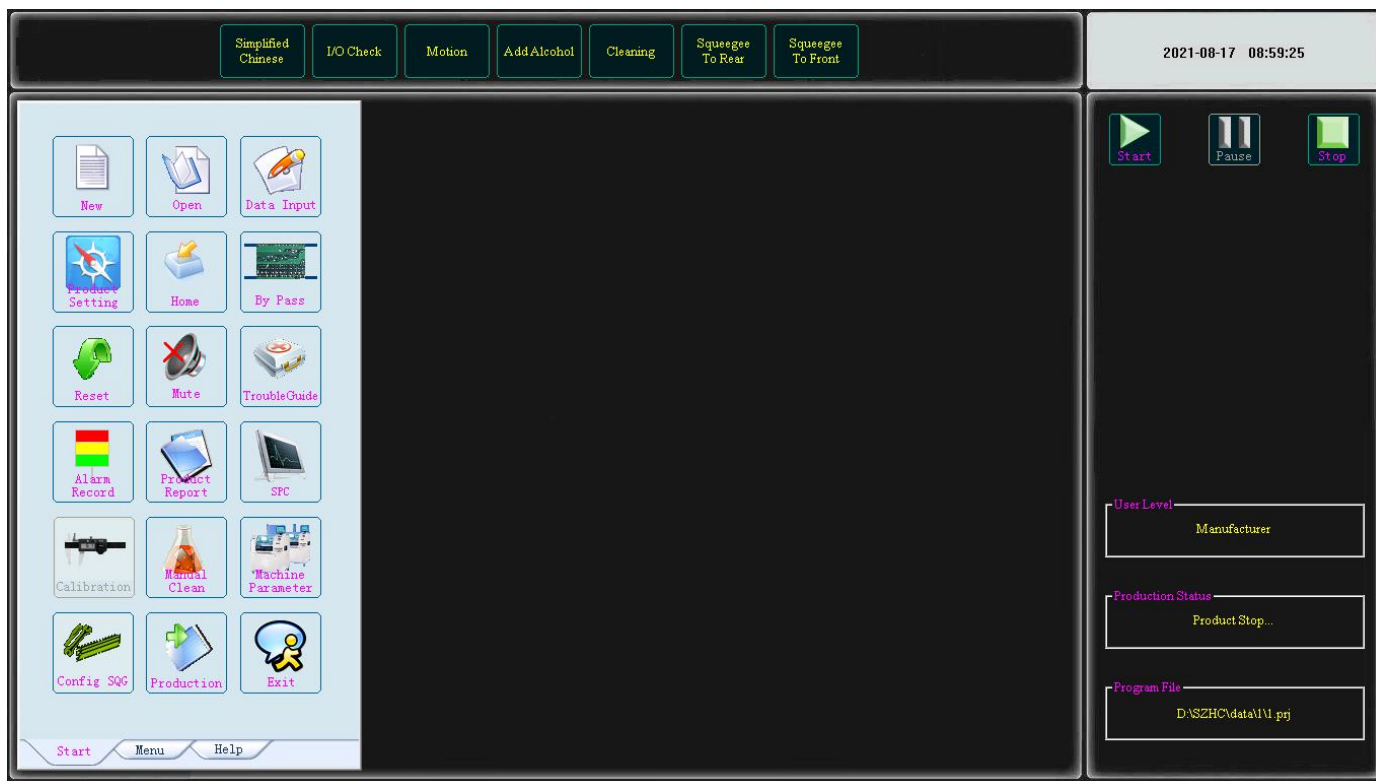 Simplified
Chinese
I/O Check
Motion
Add Alcohol
Cleaning
Squeegee
To Rear
Squeegee
To Front
2021-08-17 08:59:25
New
Open
Data Input
Product
Setting
Home
By Pass
Reset
Mute
TroubleGuide
Alarm
Record
Product
Report
SPC
Calibration
Manual
Clean
Machine
Parameter
Config SQG
Production
Exit
Start
Menu
Help
Start
Pause
Stop
User Level
Manufacturer
Production Status
Product Stop...
Program File
D:\SZHC\data\1\1.prj